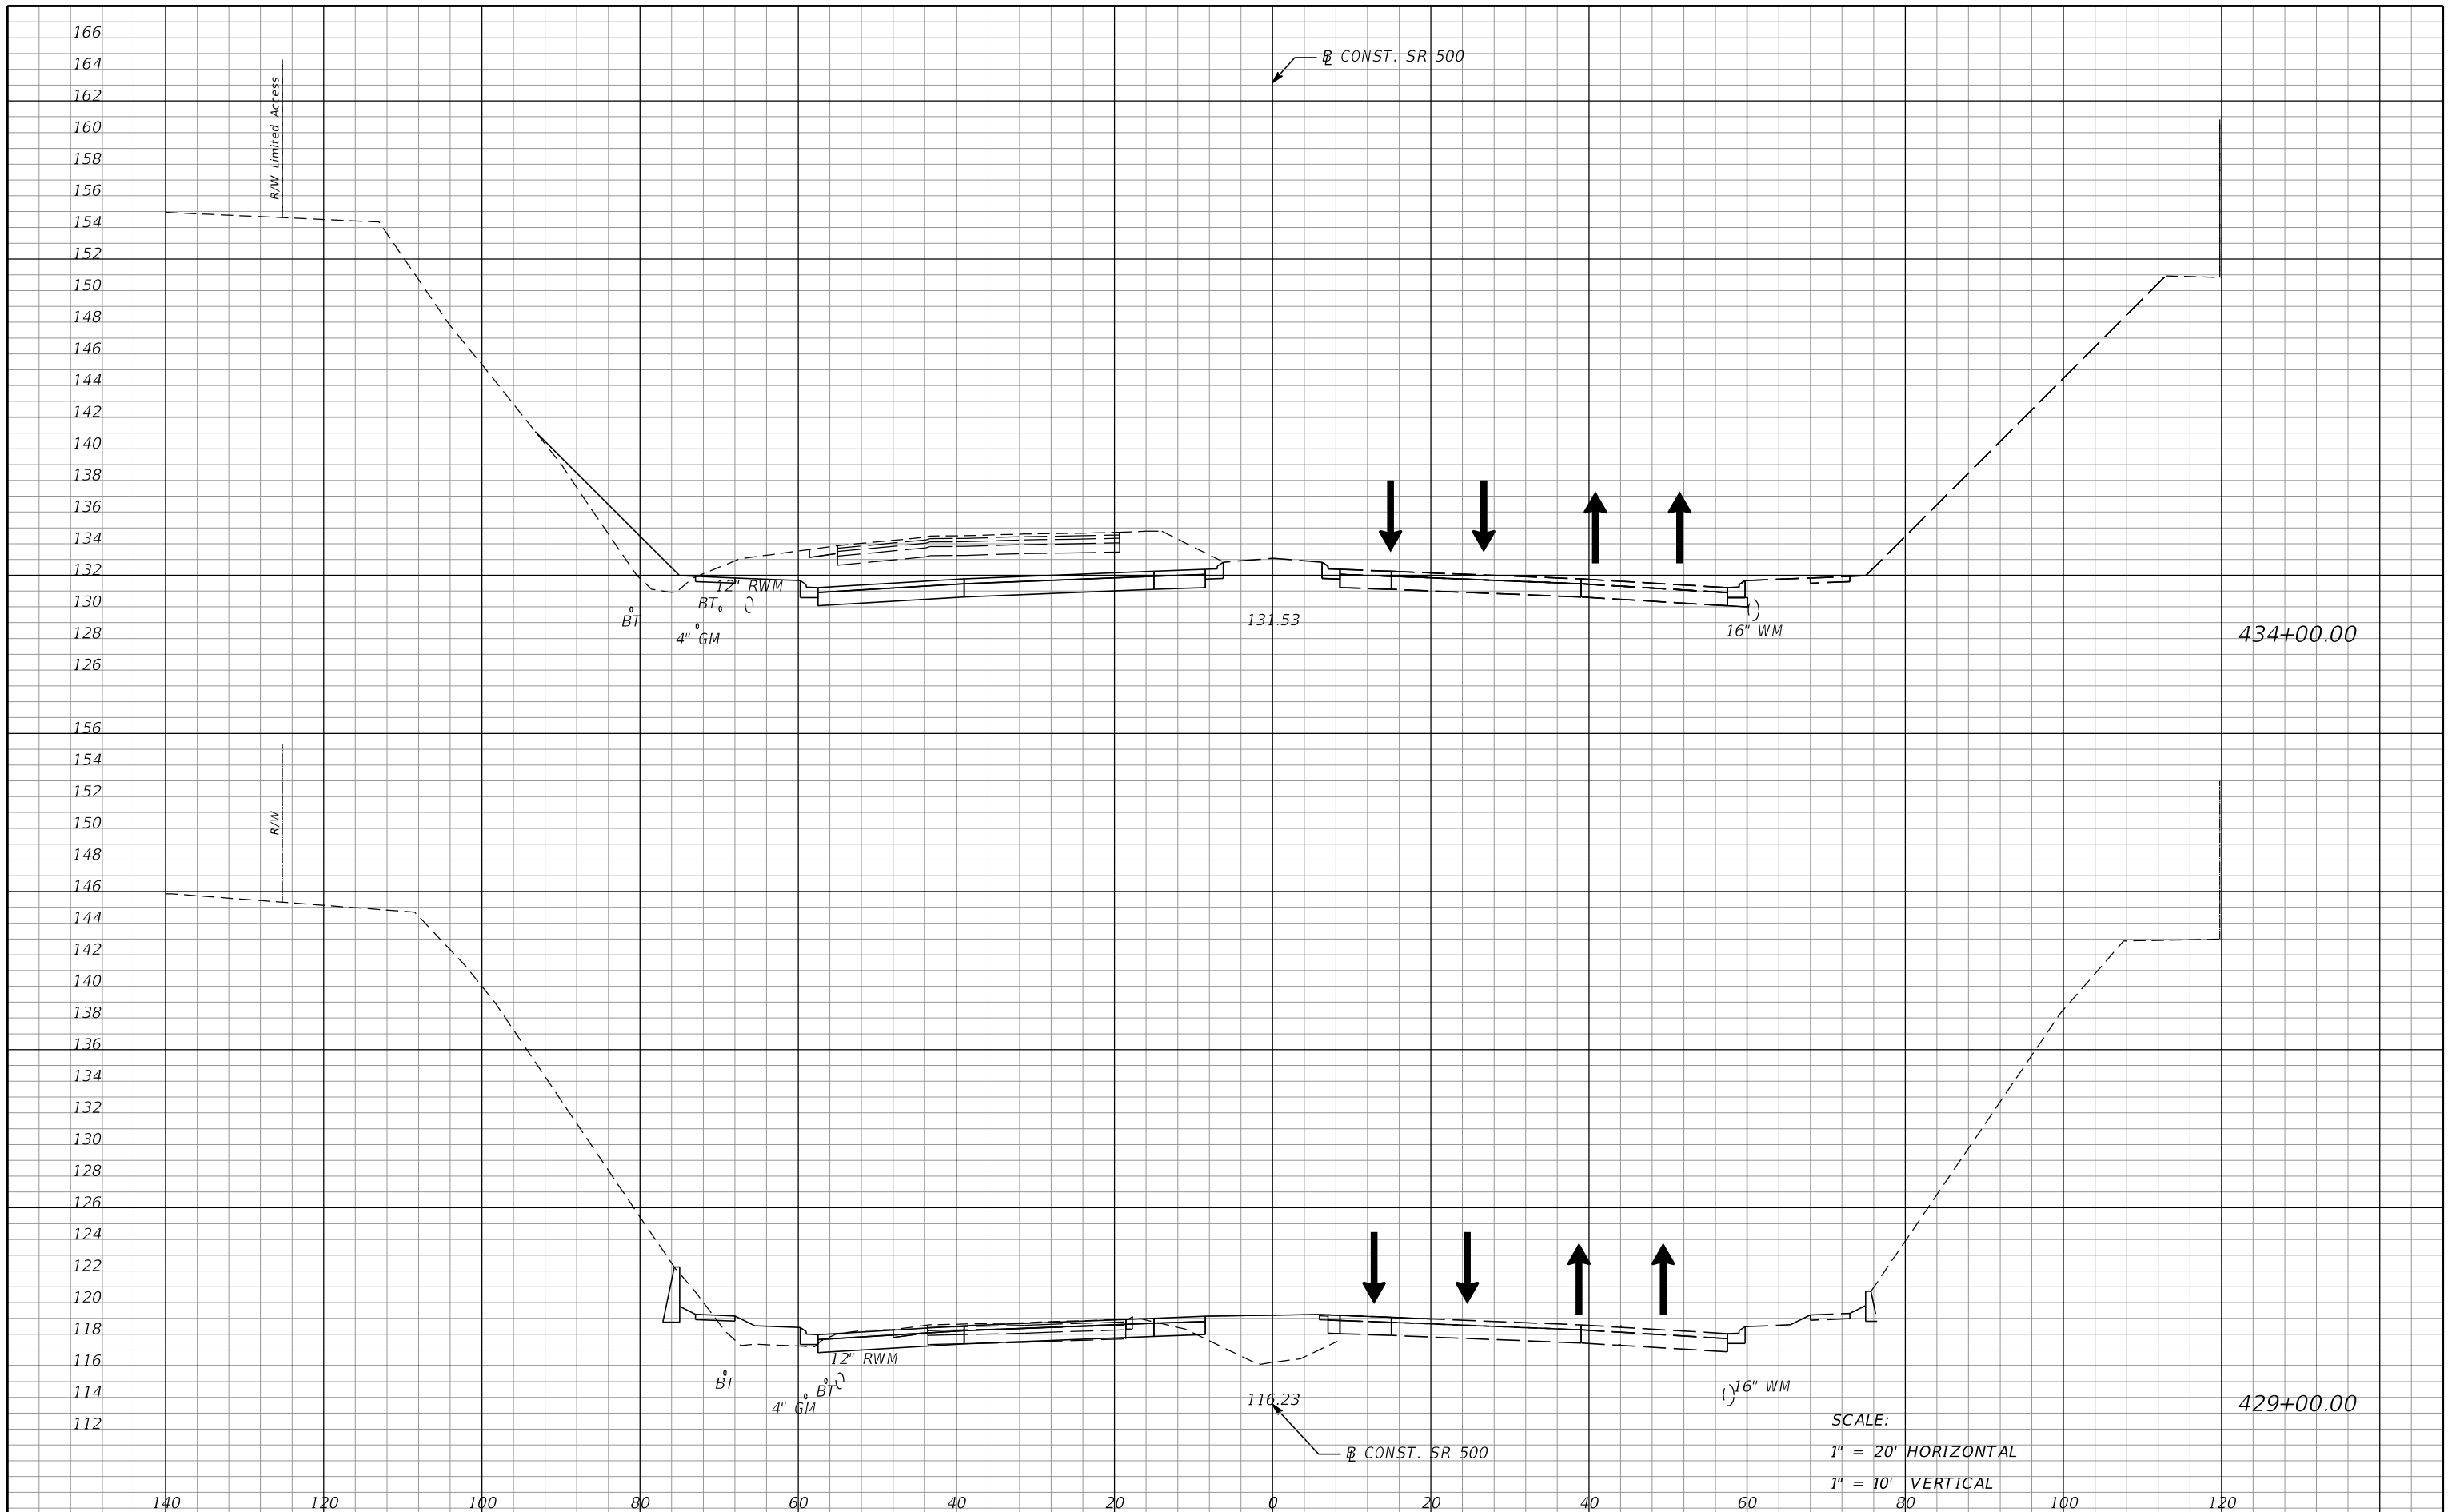 166
164
162
160
158
156
154
152
150
148
146
144
142
140
138
136
134
132
130
128
126
R/W Limited Access
BL CONST. SR 500
12" RWM
BT
BT
4" GM
131.53
16" WM
434+00.00
156
154
152
150
148
146
144
142
140
138
136
134
132
130
128
126
124
122
120
118
116
114
112
R/W
12" RWM
BT
BT
4" GM
116.23
BL CONST. SR 500
16" WM
429+00.00
SCALE:
1" = 20' HORIZONTAL
1" = 10' VERTICAL
140 120 100 80 60 40 20 0 20 40 60 80 100 120